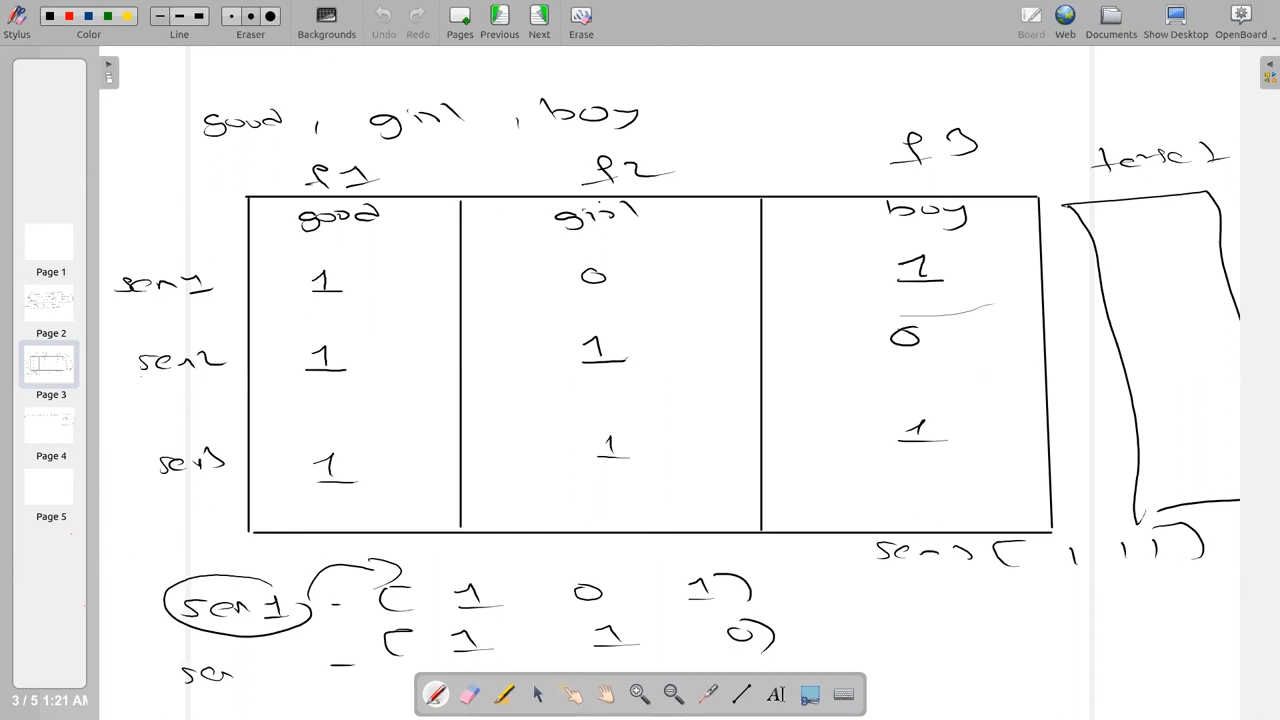 Stylus Color Line Eraser Backgrounds Undo Redo Pages Previous Next Erase Board Web Documents Show Desktop OpenBoard
good , girl , boy
f1 f2 f3
good girl boy
sen1 1 0 1
sen2 1 1 0
sen3 1 1 1
sen3 [ 1 1 1 ]
sen1 - [ 1 0 1 ]
- [ 1 1 0 ]
sen
Page 1
Page 2
Page 3
Page 4
Page 5
3 / 5 1:21 AM
AI